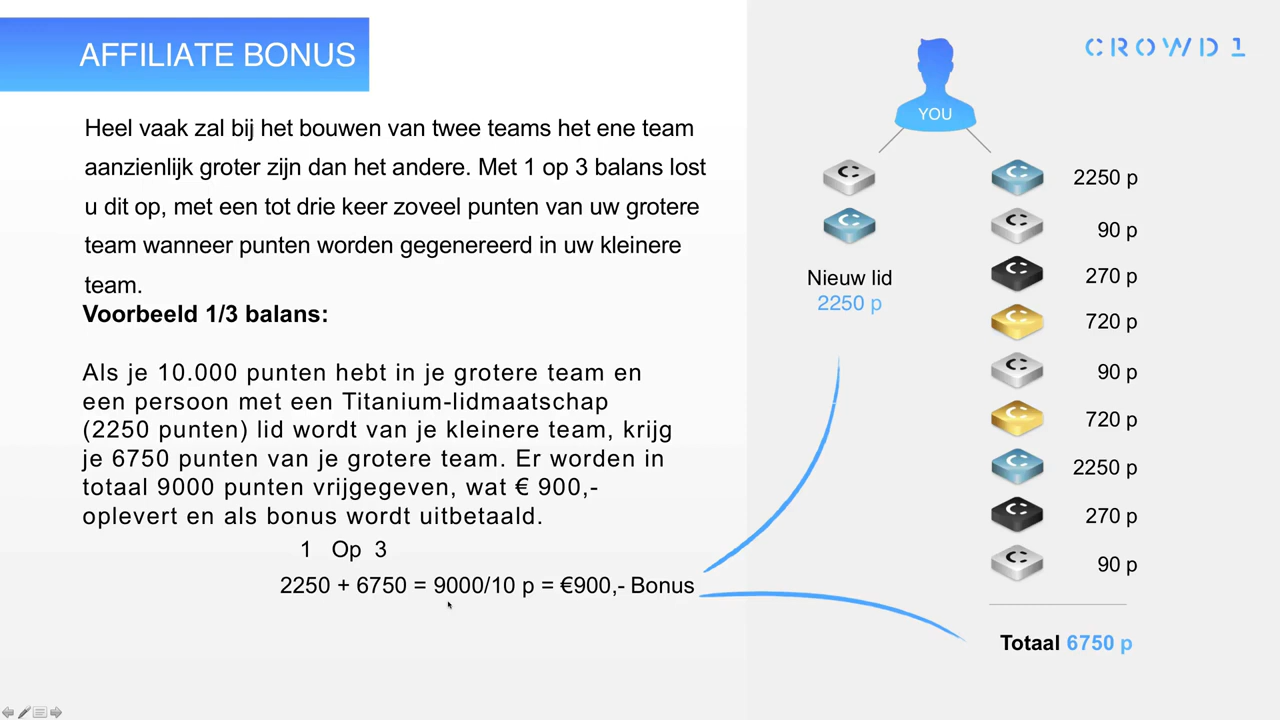 AFFILIATE BONUS
Heel vaak zal bij het bouwen van twee teams het ene team
aanzienlijk groter zijn dan het andere. Met 1 op 3 balans lost
u dit op, met een tot drie keer zoveel punten van uw grotere
team wanneer punten worden gegenereerd in uw kleinere
team.
Voorbeeld 1/3 balans:
Als je 10.000 punten hebt in je grotere team en
een persoon met een Titanium-lidmaatschap
(2250 punten) lid wordt van je kleinere team, krijg
je 6750 punten van je grotere team. Er worden in
totaal 9000 punten vrijgegeven, wat € 900,-
oplevert en als bonus wordt uitbetaald.
1 Op 3
2250 + 6750 = 9000/10 p = €900,- Bonus
CROWD 1
YOU
Nieuw lid
2250 p
2250 p
90 p
270 p
720 p
90 p
720 p
2250 p
270 p
90 p
Totaal 6750 p